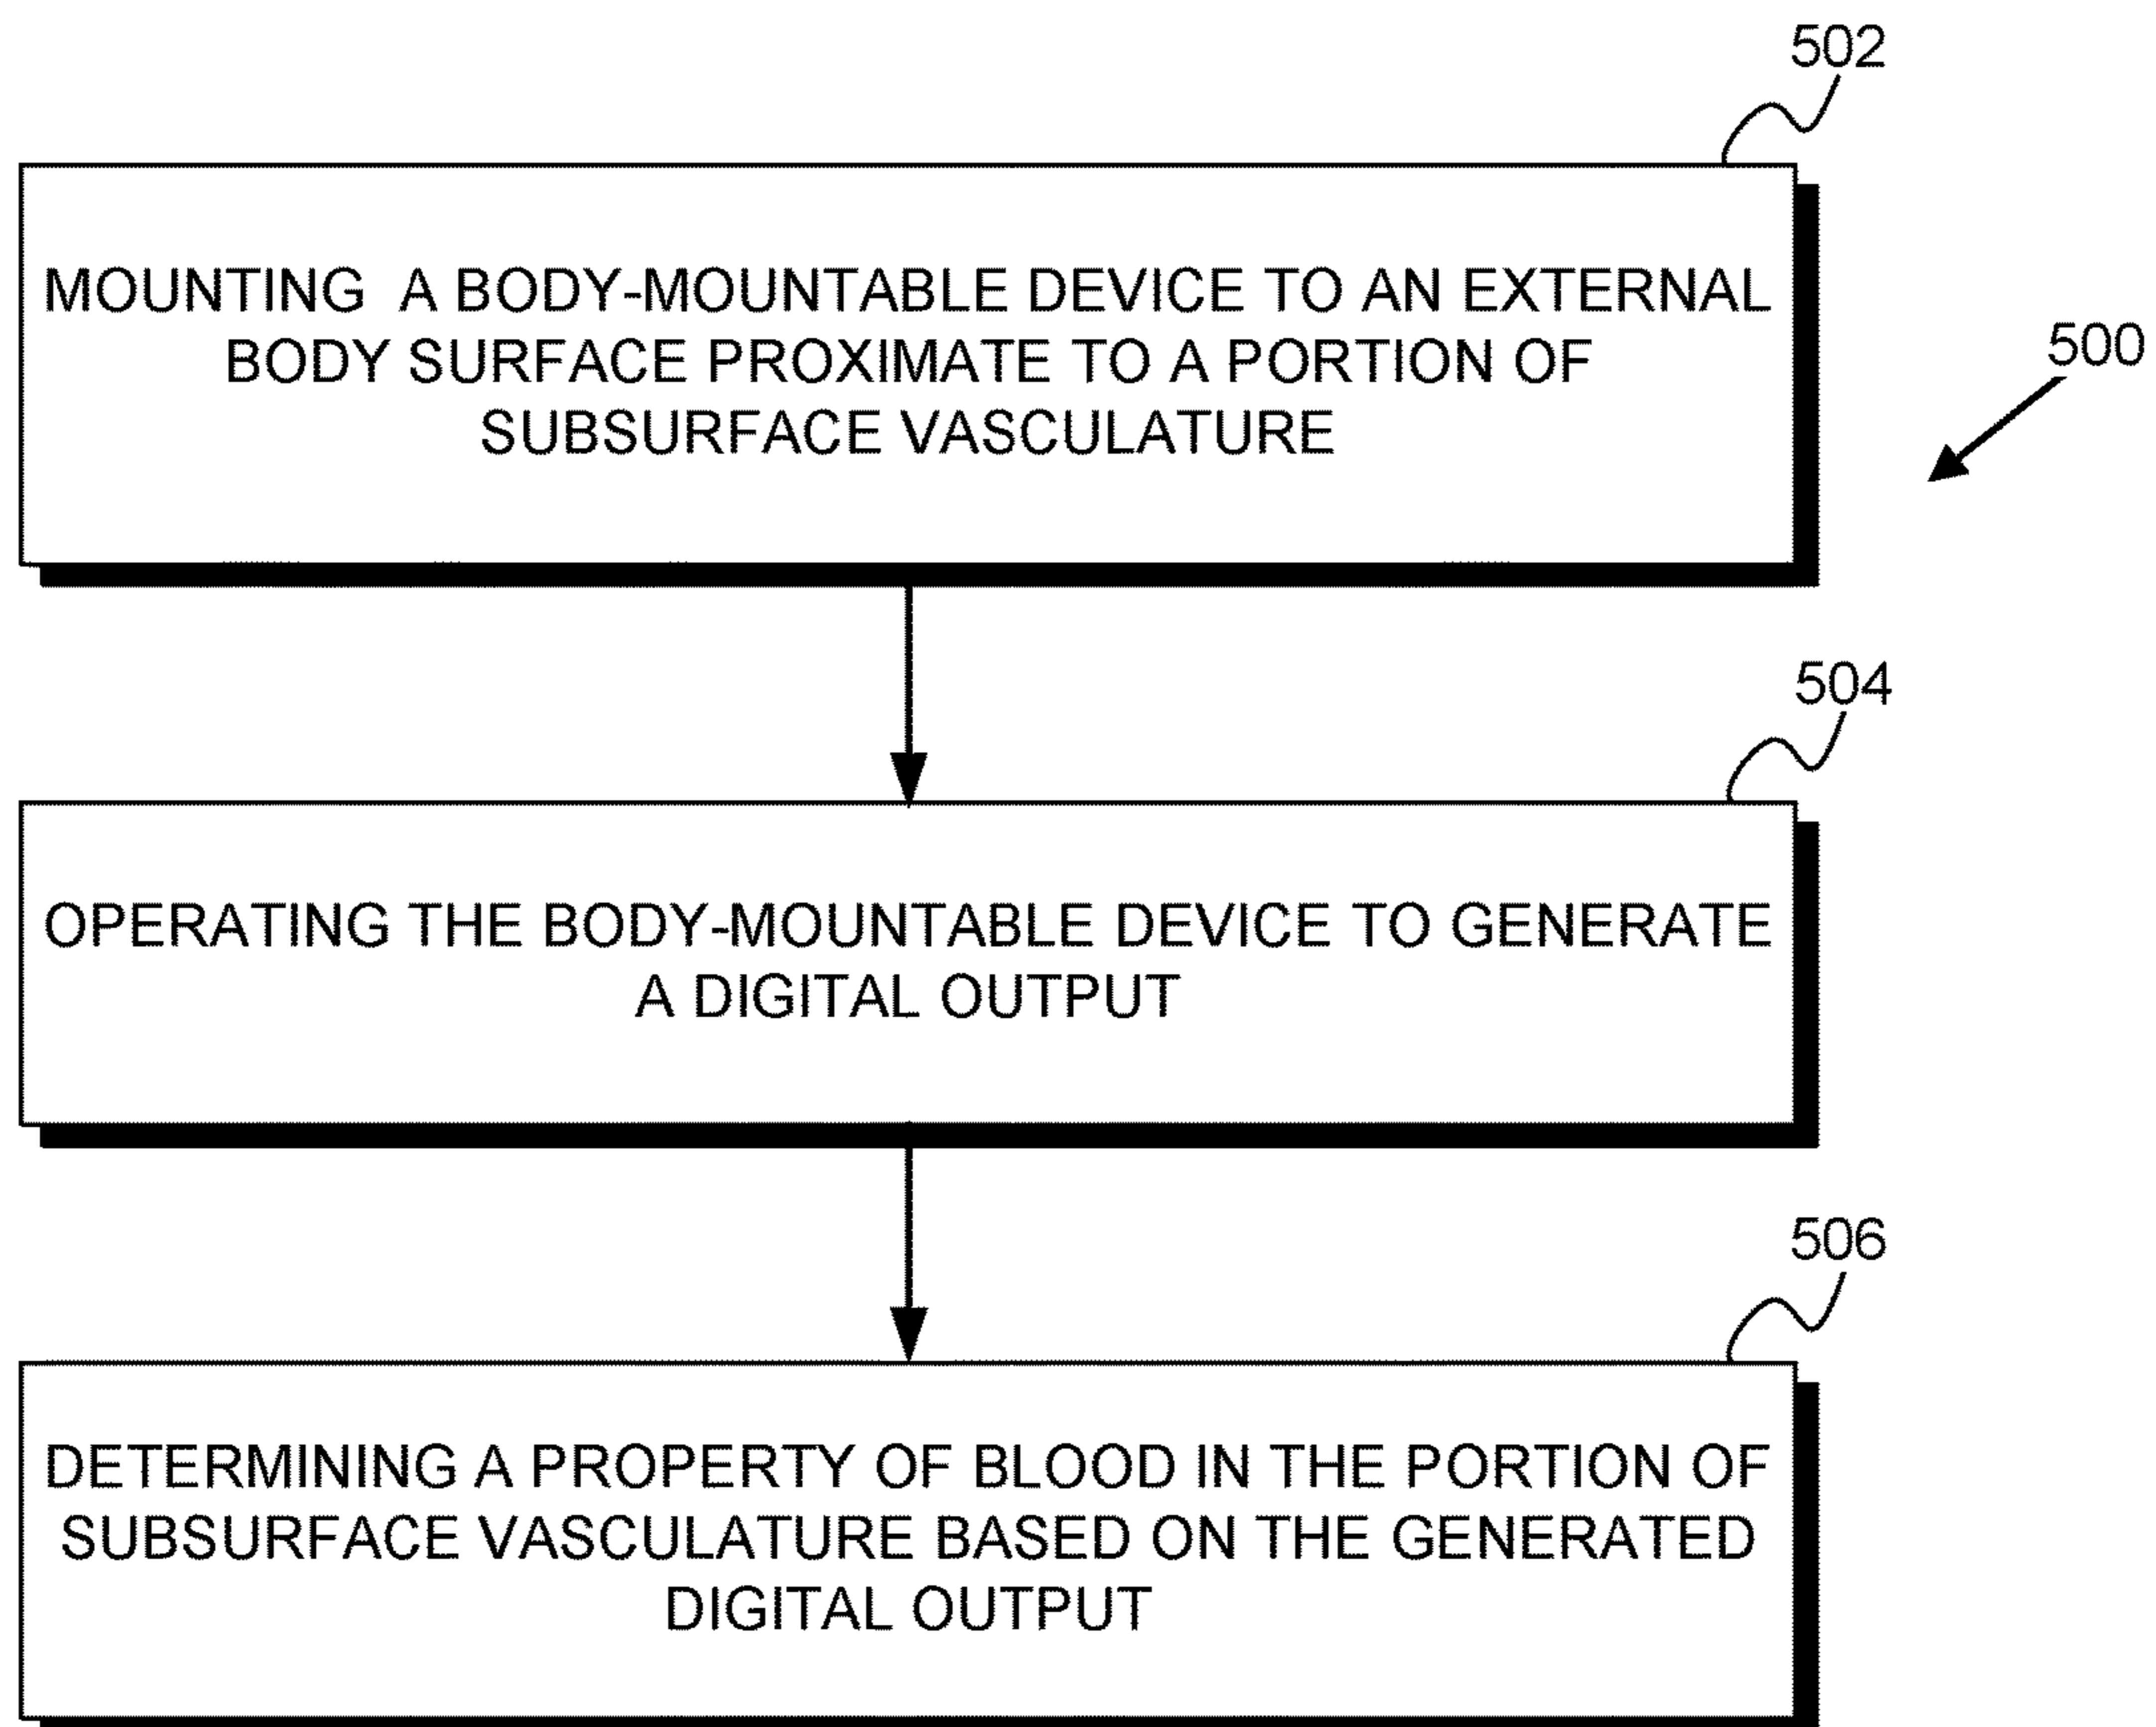 502
MOUNTING A BODY-MOUNTABLE DEVICE TO AN EXTERNAL
BODY SURFACE PROXIMATE TO A PORTION OF
SUBSURFACE VASCULATURE
500
504
OPERATING THE BODY-MOUNTABLE DEVICE TO GENERATE
A DIGITAL OUTPUT
506
DETERMINING A PROPERTY OF BLOOD IN THE PORTION OF
SUBSURFACE VASCULATURE BASED ON THE GENERATED
DIGITAL OUTPUT